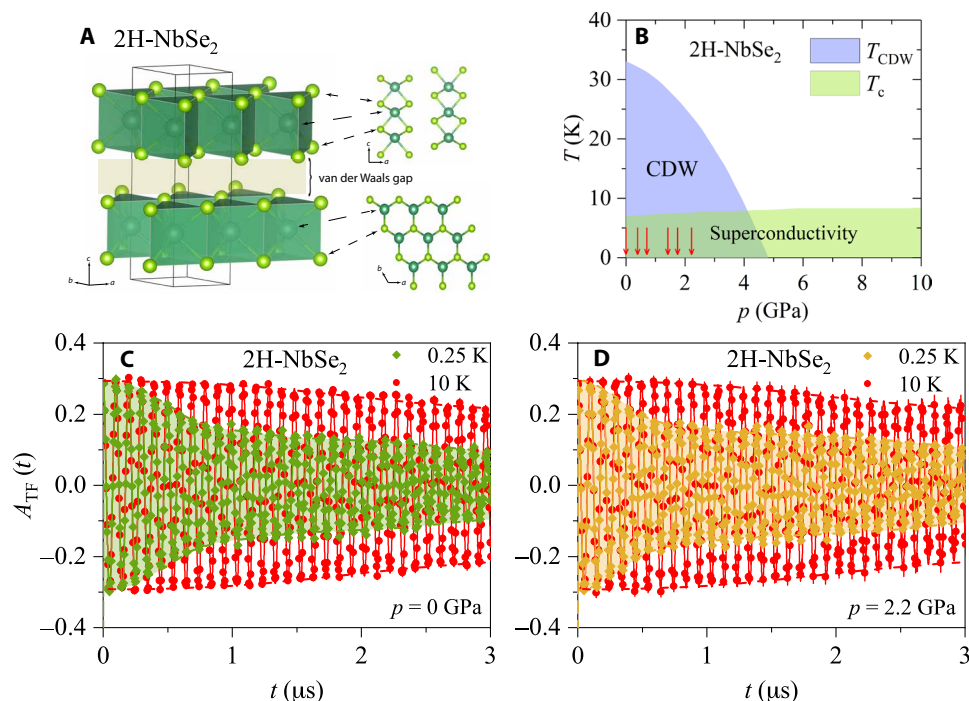 A
2H-NbSe₂
c
a
van der Waals gap
c
b
a
b
a
B
2H-NbSe₂
T_CDW
T_c
T (K)
40
30
20
10
0
CDW
Superconductivity
0
2
4
6
8
10
p (GPa)
C
2H-NbSe₂
0.25 K
10 K
A_TF(t)
0.4
0.2
0.0
−0.2
−0.4
p = 0 GPa
0
1
2
3
t (μs)
D
2H-NbSe₂
0.25 K
10 K
0.4
0.2
0.0
−0.2
−0.4
p = 2.2 GPa
0
1
2
3
t (μs)